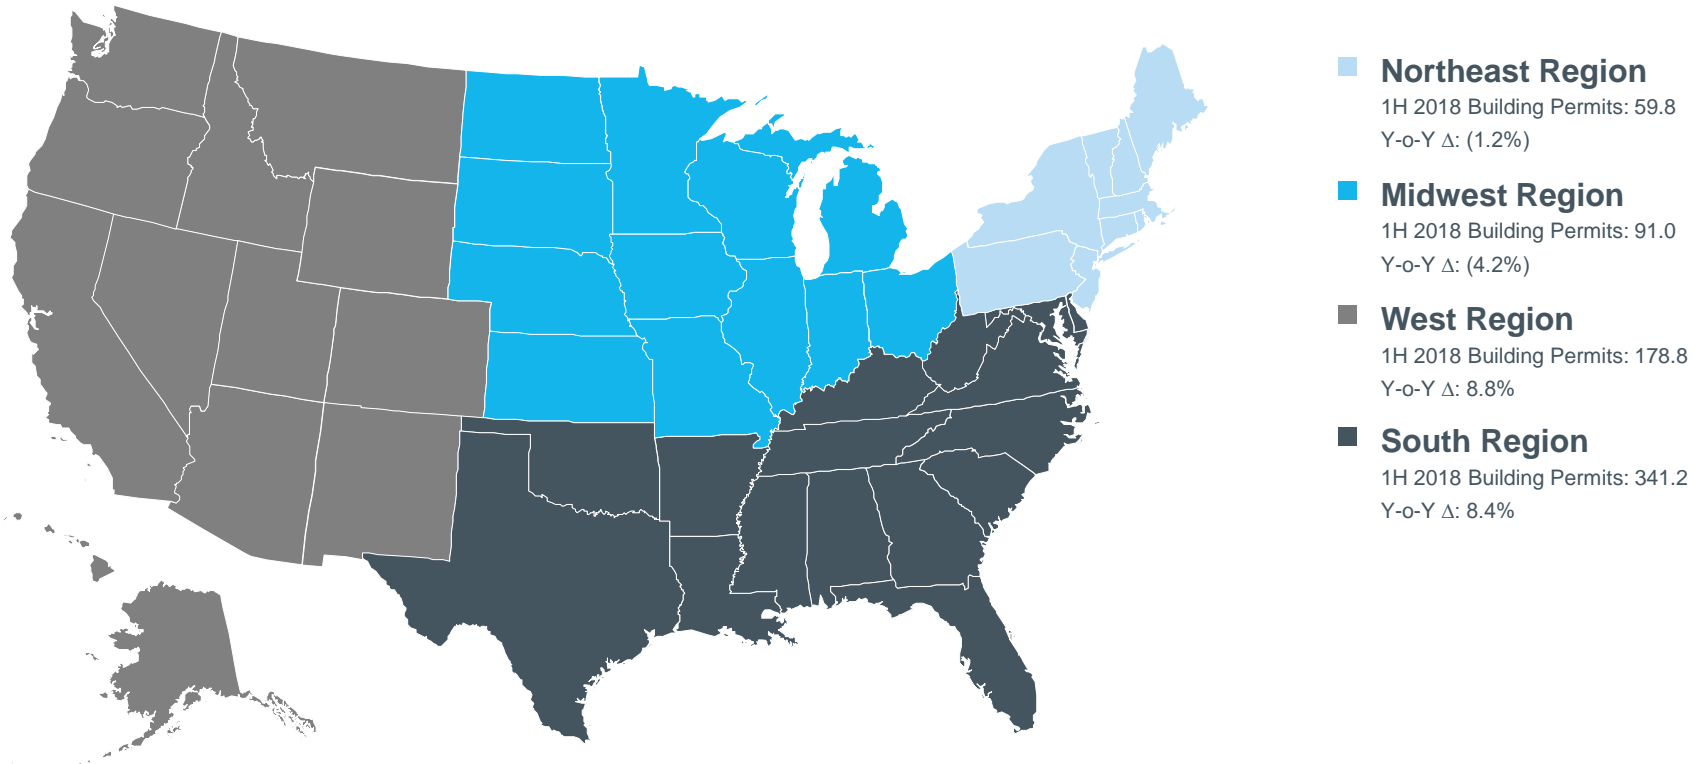 Northeast Region
1H 2018 Building Permits: 59.8
Y-o-Y Δ: (1.2%)
Midwest Region
1H 2018 Building Permits: 91.0
Y-o-Y Δ: (4.2%)
West Region
1H 2018 Building Permits: 178.8
Y-o-Y Δ: 8.8%
South Region
1H 2018 Building Permits: 341.2
Y-o-Y Δ: 8.4%